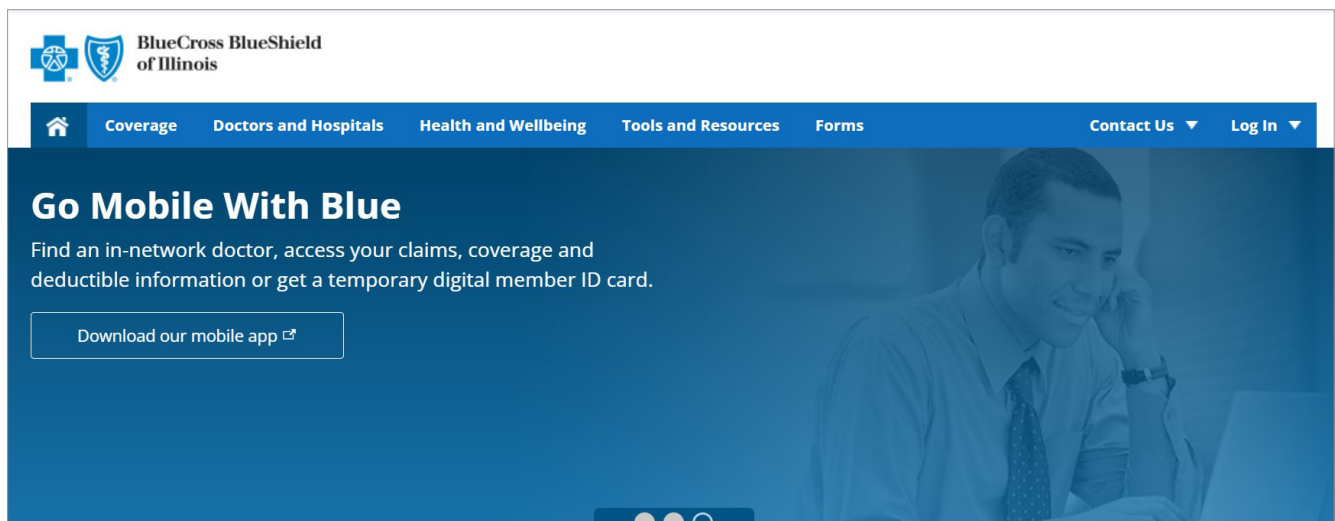 BlueCross BlueShield
of Illinois
Coverage Doctors and Hospitals Health and Wellbeing Tools and Resources Forms Contact Us Log In
Go Mobile With Blue
Find an in-network doctor, access your claims, coverage and
deductible information or get a temporary digital member ID card.
Download our mobile app